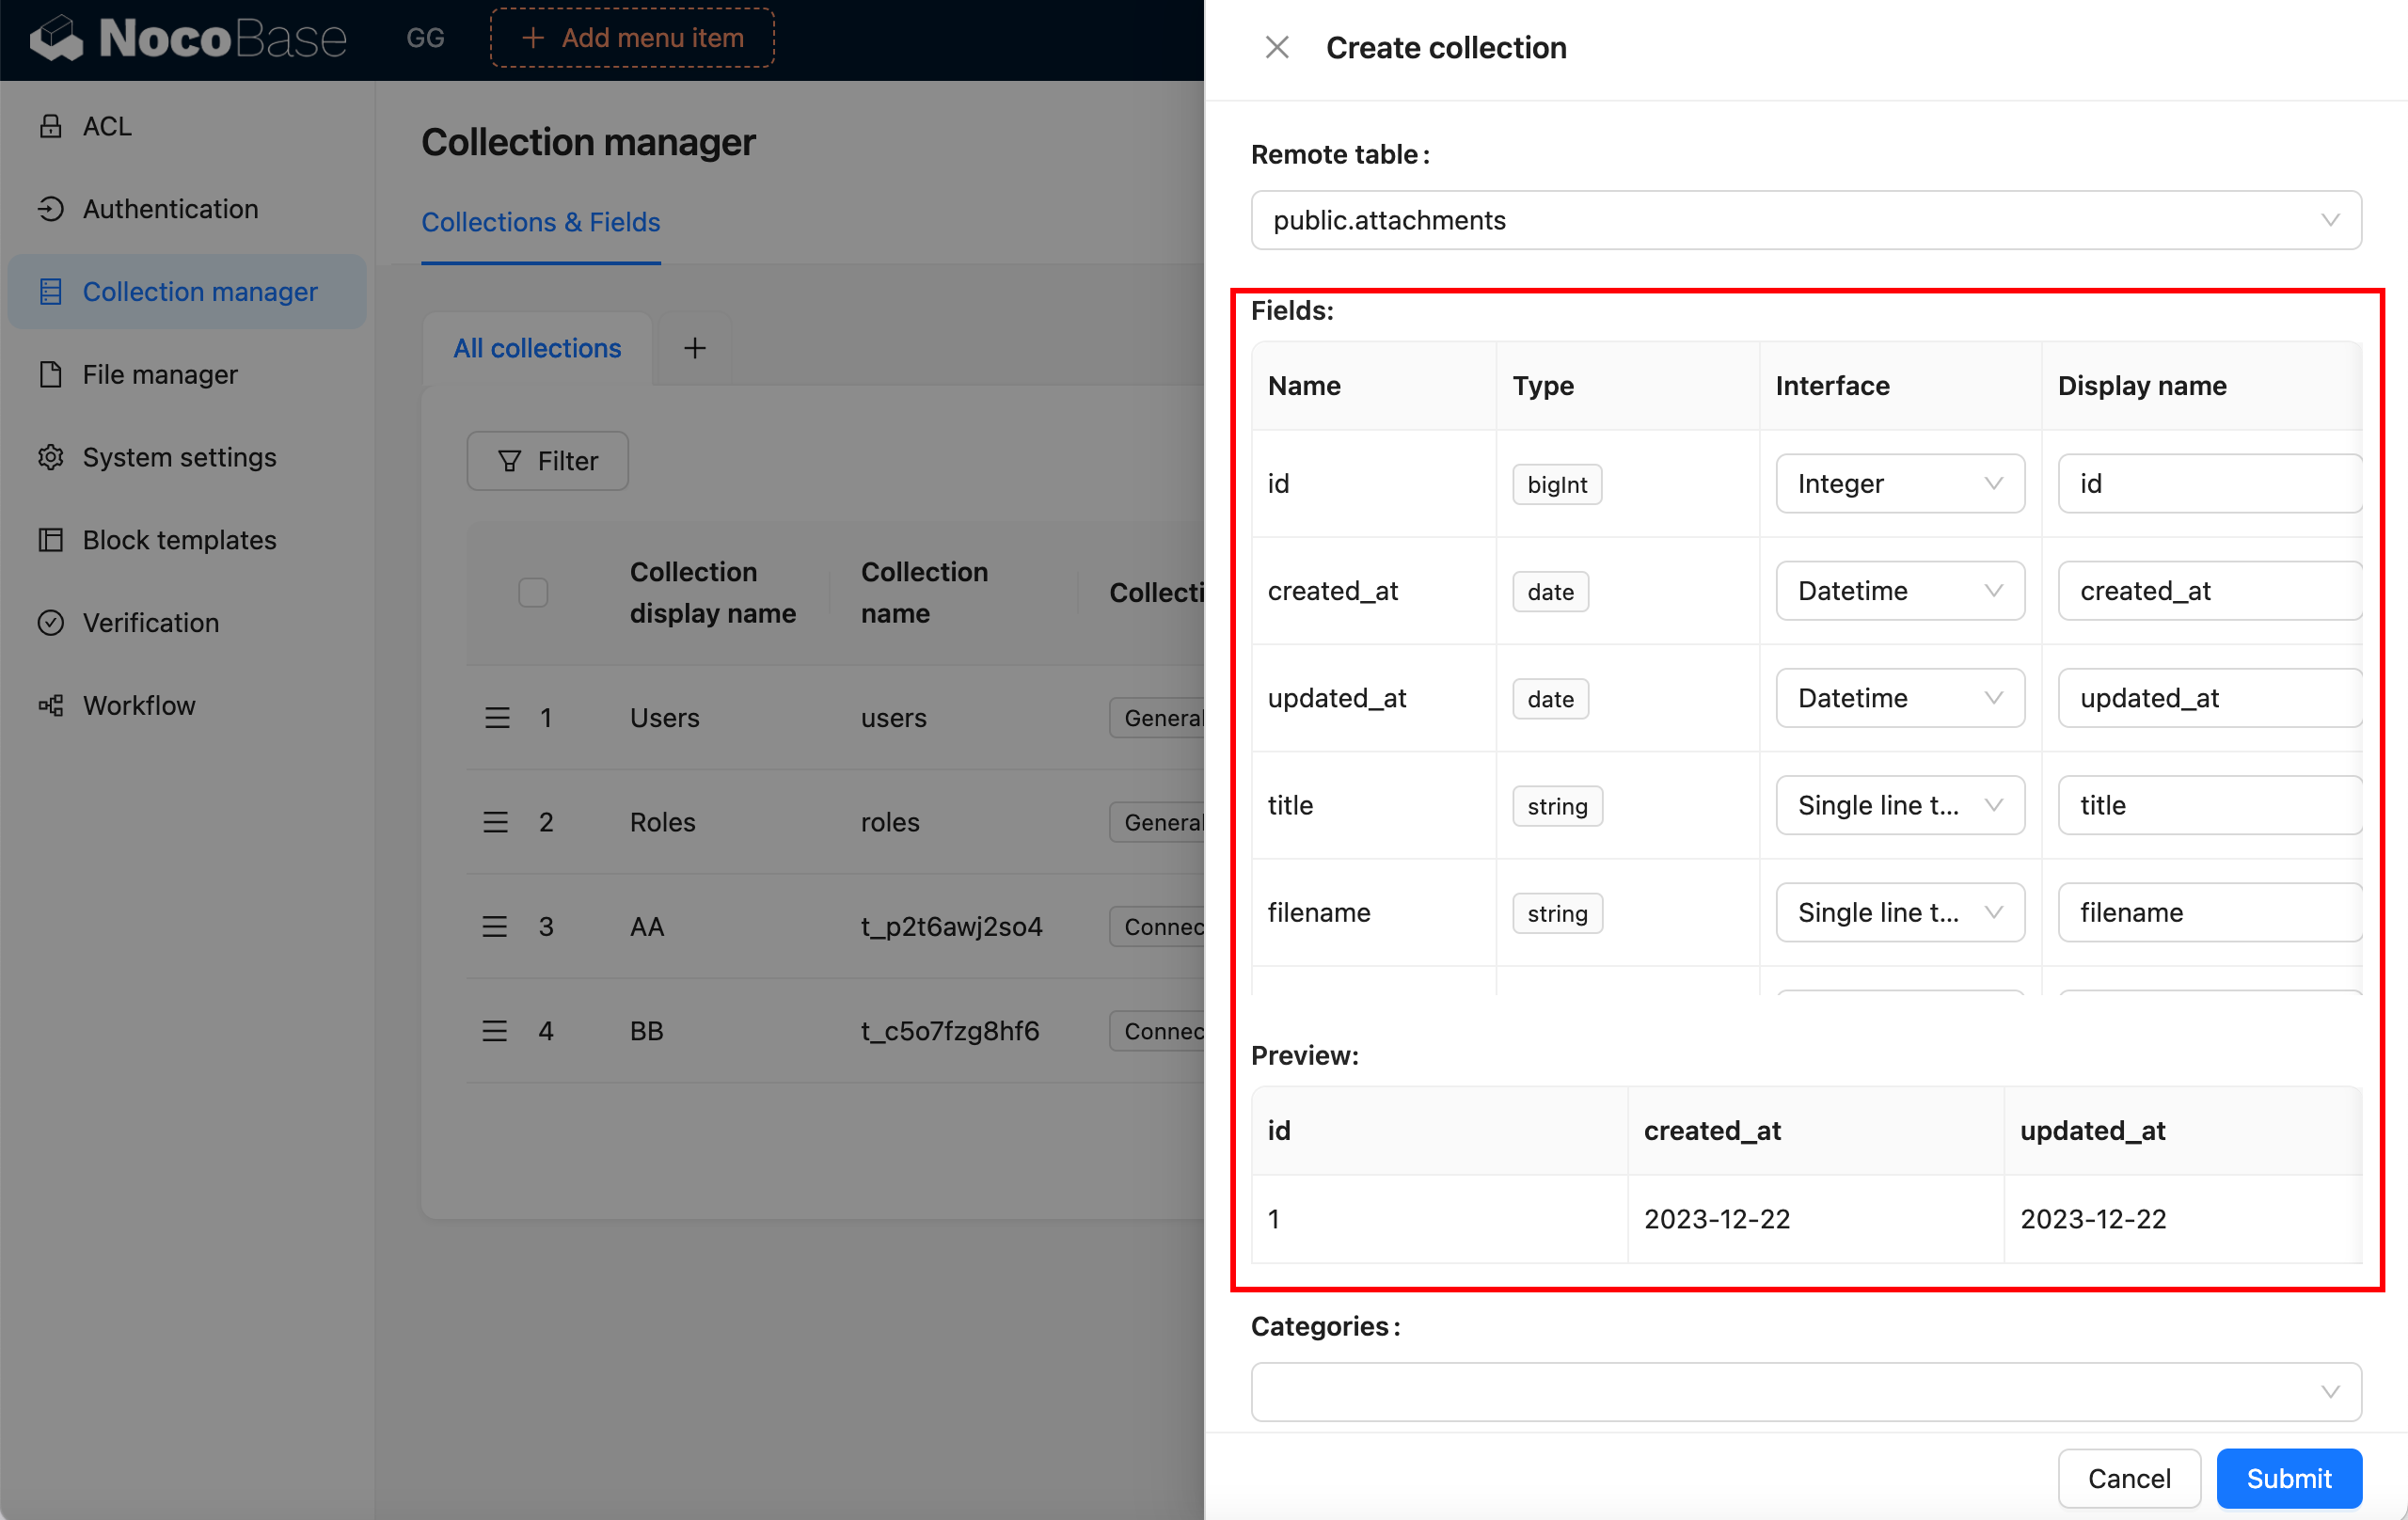 NocoBase
GG
Add menu item
ACL
Authentication
Collection manager
File manager
System settings
Block templates
Verification
Workflow
Collection manager
Collections & Fields
All collections
Filter
Collection display name
Collection name
Collecti
1 Users users General
2 Roles roles General
3 AA t_p2t6awj2so4 Connec
4 BB t_c5o7fzg8hf6 Connec
Create collection
Remote table:
public.attachments
Fields:
Name Type Interface Display name
id bigInt Integer id
created_at date Datetime created_at
updated_at date Datetime updated_at
title string Single line t... title
filename string Single line t... filename
Preview:
id created_at updated_at
1 2023-12-22 2023-12-22
Categories:
Cancel Submit